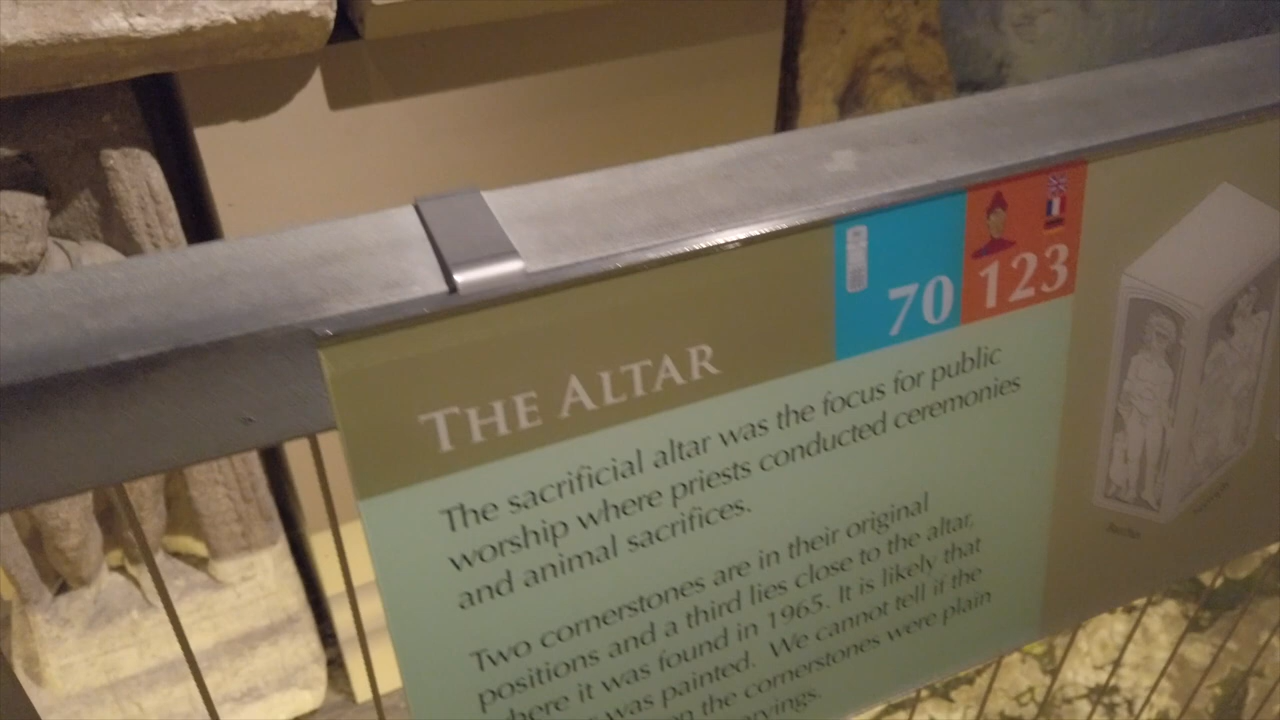 THE ALTAR
70
123
The sacrificial altar was the focus for public
worship where priests conducted ceremonies
and animal sacrifices.
Two cornerstones are in their original
positions and a third lies close to the altar,
where it was found in 1965. It is likely that
was painted. We cannot tell if the
on the cornerstones were plain